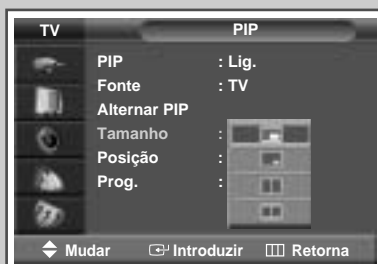 TV PIP
PIP : Lig.
Fonte : TV
Alternar PIP
Tamanho :
Posição :
Prog. :
Mudar Introduzir Retorna